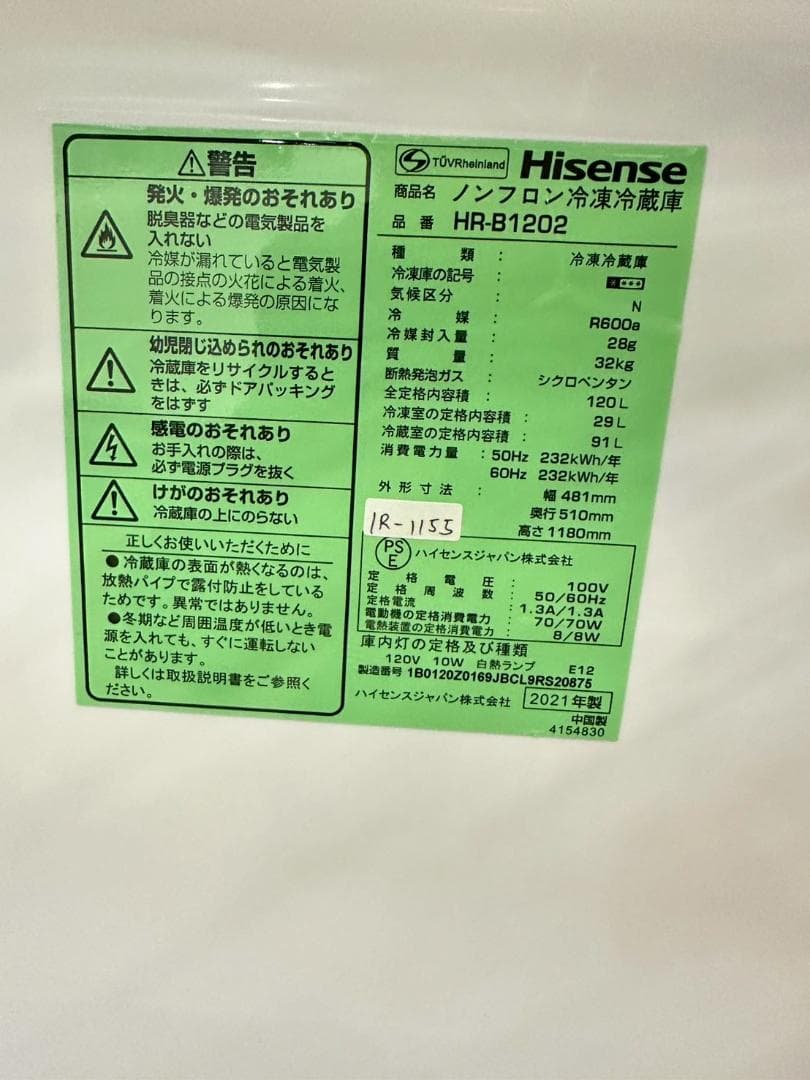 警告
発火・爆発のおそれあり
脱臭器などの電気製品を
入れない
冷媒が漏れていると電気製
品の接点の火花による着火、
着火による爆発の原因にな
ります。
幼児閉じ込められのおそれあり
冷蔵庫をリサイクルすると
きは、必ずドアパッキング
をはずす
感電のおそれあり
お手入れの際は、
必ず電源プラグを抜く
けがのおそれあり
冷蔵庫の上にのらない
正しくお使いいただくために
●冷蔵庫の表面が熱くなるのは、
放熱パイプで露付防止をしている
ためです。異常ではありません。
●冬期など周囲温度が低いとき電
源を入れても、すぐに運転しない
ことがあります。
詳しくは取扱説明書をご参照く
ださい。
TÜVRheinland Hisense
商品名 ノンフロン冷凍冷蔵庫
品番 HR-B1202
種類 : 冷凍冷蔵庫
冷凍庫の記号 :
気候区分 : N
冷媒 : R600a
冷媒封入量 : 28g
質量 : 32kg
断熱発泡ガス : シクロペンタン
全定格内容積 : 120L
冷凍室の定格内容積 : 29L
冷蔵室の定格内容積 : 91L
消費電力量 : 50Hz 232kWh/年
60Hz 232kWh/年
外形寸法 : 幅 481mm
奥行 510mm
高さ 1180mm
IR-1155
PSE ハイセンスジャパン株式会社
定格電圧 : 100V
定格周波数 : 50/60Hz
定格電流 : 1.3A/1.3A
電動機の定格消費電力 : 70/70W
電熱装置の定格消費電力 : 8/8W
庫内灯の定格及び種類
120V 10W 白熱ランプ E12
製造番号 1B0120Z0169JBCL9RS20875
ハイセンスジャパン株式会社 2021年製
中国製
4154830